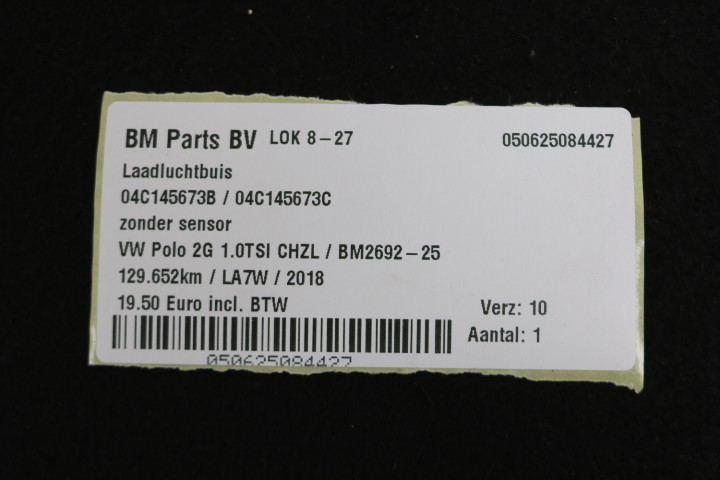 BM Parts BV LOK 8-27 050625084427
Laadluchtbuis
04C145673B / 04C145673C
zonder sensor
VW Polo 2G 1.0TSI CHZL / BM2692-25
129.652km / LA7W / 2018
19.50 Euro incl. BTW Verz: 10
Aantal: 1
050625084427